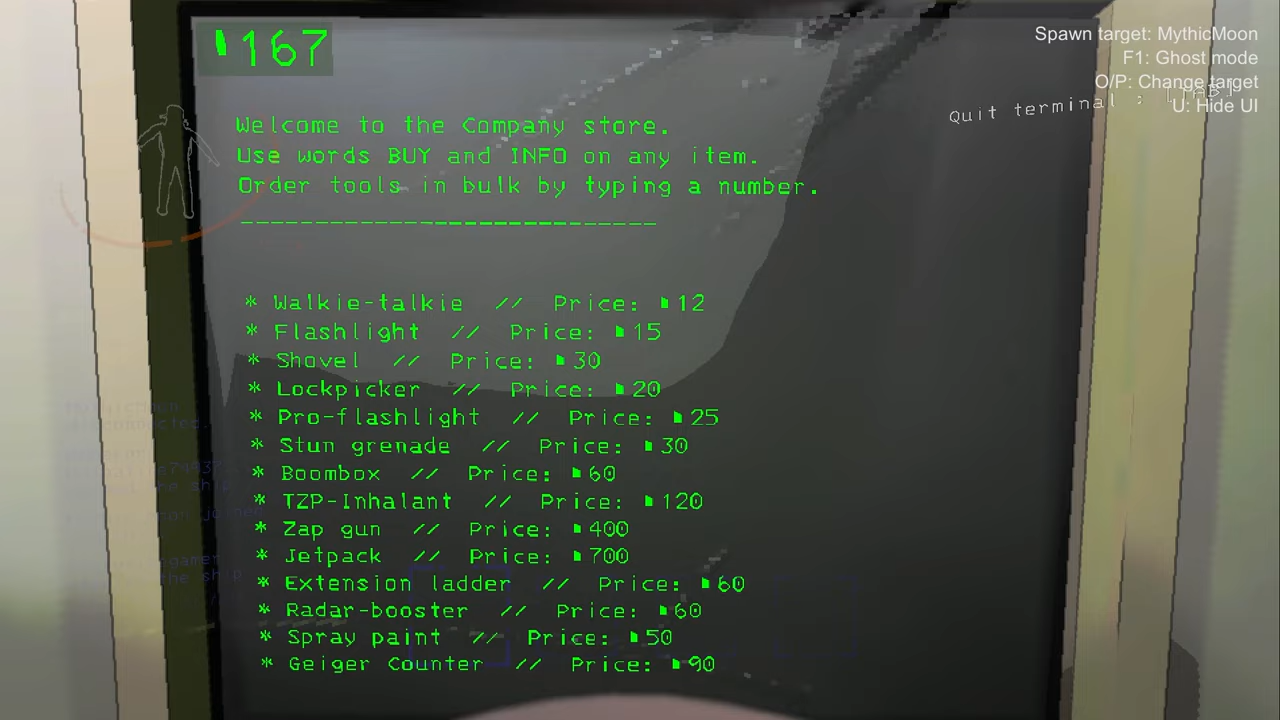 167
Spawn target: MythicMoon
F1: Ghost mode
O/P: Change target
U: Hide UI
Quit terminal :
Welcome to the Company store.
Use words BUY and INFO on any item.
Order tools in bulk by typing a number.
----------------------------
* Walkie-talkie // Price: 12
* Flashlight // Price: 15
* Shovel // Price: 30
* Lockpicker // Price: 20
* Pro-flashlight // Price: 25
* Stun grenade // Price: 30
* Boombox // Price: 60
* TZP-Inhalant // Price: 120
* Zap gun // Price: 400
* Jetpack // Price: 700
* Extension ladder // Price: 60
* Radar-booster // Price: 60
* Spray paint // Price: 50
* Geiger Counter // Price: 90